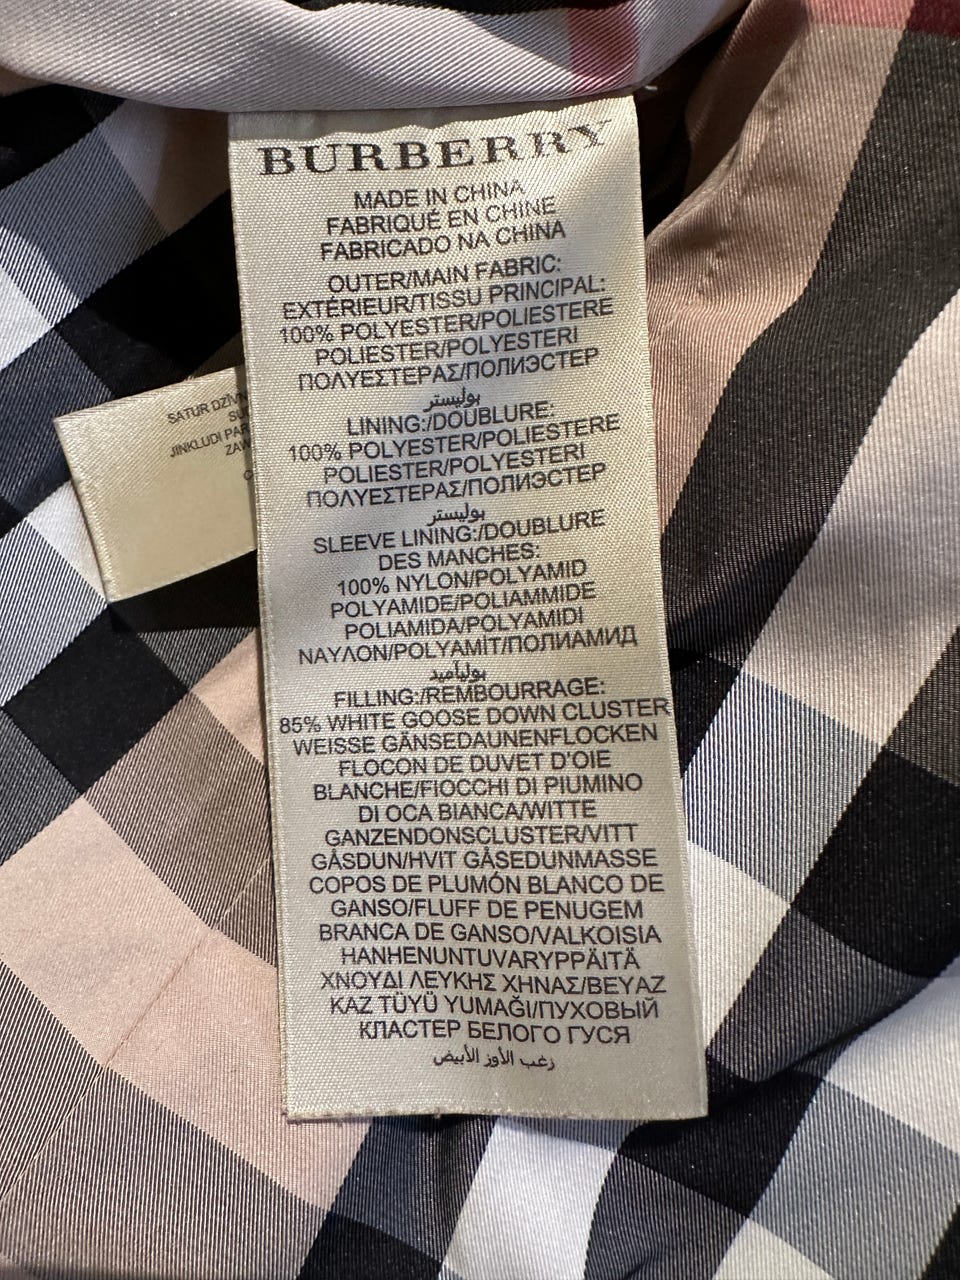 BURBERRY
MADE IN CHINA
FABRIQUÉ EN CHINE
FABRICADO NA CHINA
OUTER/MAIN FABRIC:
EXTÉRIEUR/TISSU PRINCIPAL:
100% POLYESTER/POLIESTERE
POLIESTER/POLYESTERI
ΠΟΛΥΕΣΤΕΡΑΣ/ПОЛИЭСТЕР
بوليستر
LINING:/DOUBLURE:
100% POLYESTER/POLIESTERE
POLIESTER/POLYESTERI
ΠΟΛΥΕΣΤΕΡΑΣ/ПОЛИЭСТЕР
بوليستر
SLEEVE LINING:/DOUBLURE
DES MANCHES:
100% NYLON/POLYAMID
POLYAMIDE/POLIAMMIDE
POLIAMIDA/POLYAMIDI
ΝΑΥΛΟΝ/POLYAMİT/ПОЛИАМИД
بولياميد
FILLING:/REMBOURRAGE:
85% WHITE GOOSE DOWN CLUSTER
WEISSE GÄNSEDAUNENFLOCKEN
FLOCON DE DUVET D'OIE
BLANCHE/FIOCCHI DI PIUMINO
DI OCA BIANCA/WITTE
GANZENDONSCLUSTER/VITT
GÅSDUN/HVIT GÅSEDUNMASSE
COPOS DE PLUMÓN BLANCO DE
GANSO/FLUFF DE PENUGEM
BRANCA DE GANSO/VALKOISIA
HANHENUNTUVARYPPÄITÄ
ΧΝΟΥΔΙ ΛΕΥΚΗΣ ΧΗΝΑΣ/BEYAZ
KAZ TÜYÜ YUMAĞI/ПУХОВЫЙ
КЛАСТЕР БЕЛОГО ГУСЯ
زغب الأوز الأبيض
SATUR
JINKLUDI